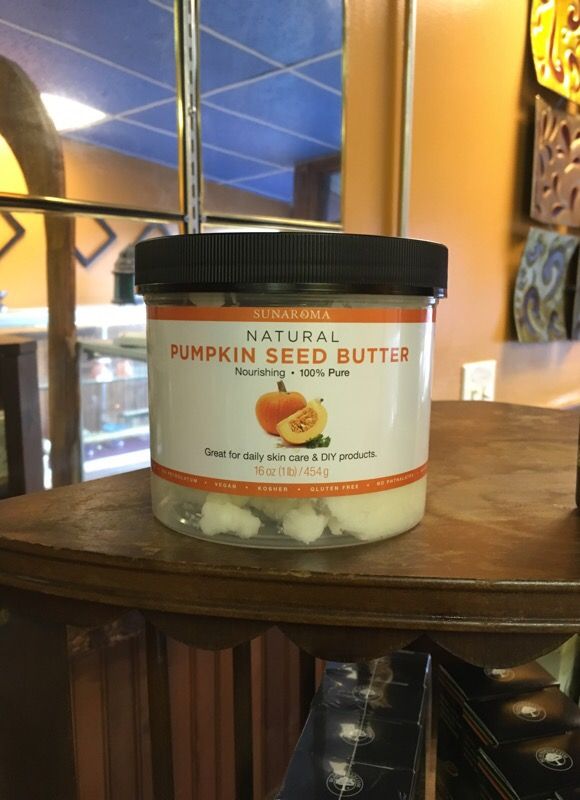 SUNAROMA
NATURAL
PUMPKIN SEED BUTTER
Nourishing • 100% Pure
Great for daily skin care & DIY products.
16 oz (1 lb) / 454g
• VEGAN • KOSHER • GLUTEN FREE • NO PHTHALATES